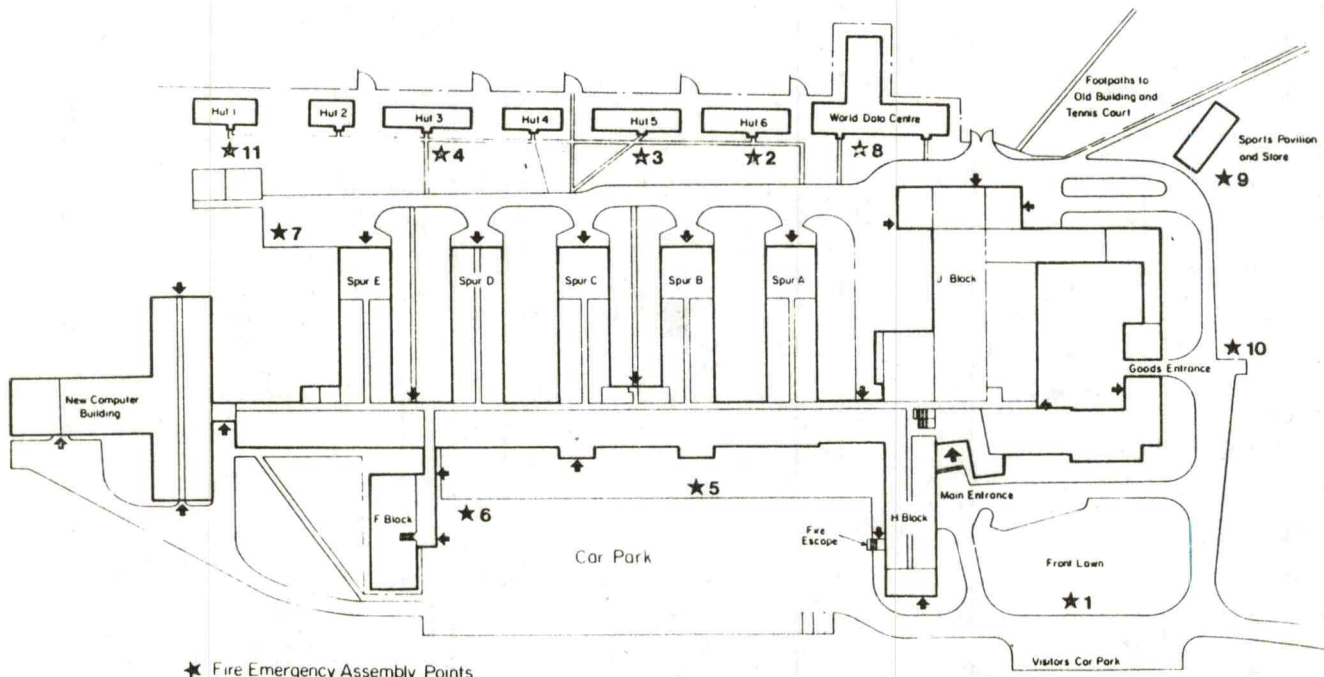 Hut 1
Hut 2
Hut 3
Hut 4
Hut 5
Hut 6
World Data Centre
Footpaths to
Old Building and
Tennis Court
Sports Pavilion
and Store
11
4
3
2
8
9
7
Spur E
Spur D
Spur C
Spur B
Spur A
J Block
10
Goods Entrance
New Computer
Building
5
6
F Block
Main Entrance
H Block
Fire
Escape
Car Park
Front Lawn
1
Visitors Car Park
Fire Emergency Assembly Points